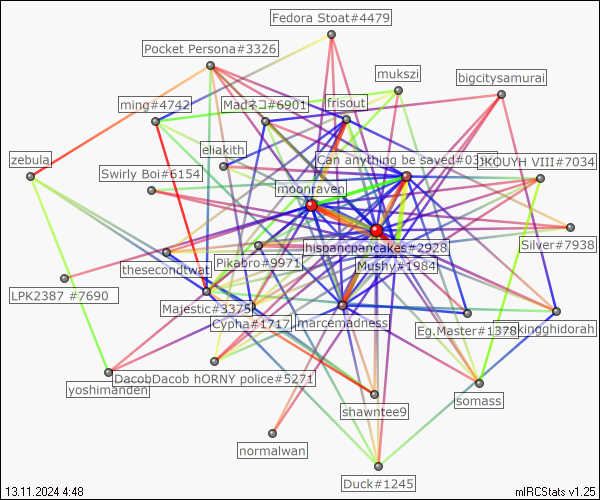 Fedora Stoat#4479
Pocket Persona#3326
mukszi
bigcitysamurai
ming#4742
Madネコ#6901
frisout
eliakith
zebula
Can anything be saved#03
JKOUYH VIII#7034
Swirly Boi#6154
moonraven
hispanicpancakes#2928
Silver#7938
thesecondtwat
Pikabro#9971
Mushy#1984
LPK2387 #7690
Majestic#3375
Cypha#1717
marcemadness
Eg.Master#1378
kingghidorah
DacobDacob hORNY police#5271
yoshimanden
somass
shawntee9
normalwan
Duck#1245
13.11.2024 4:48
mIRCStats v1.25